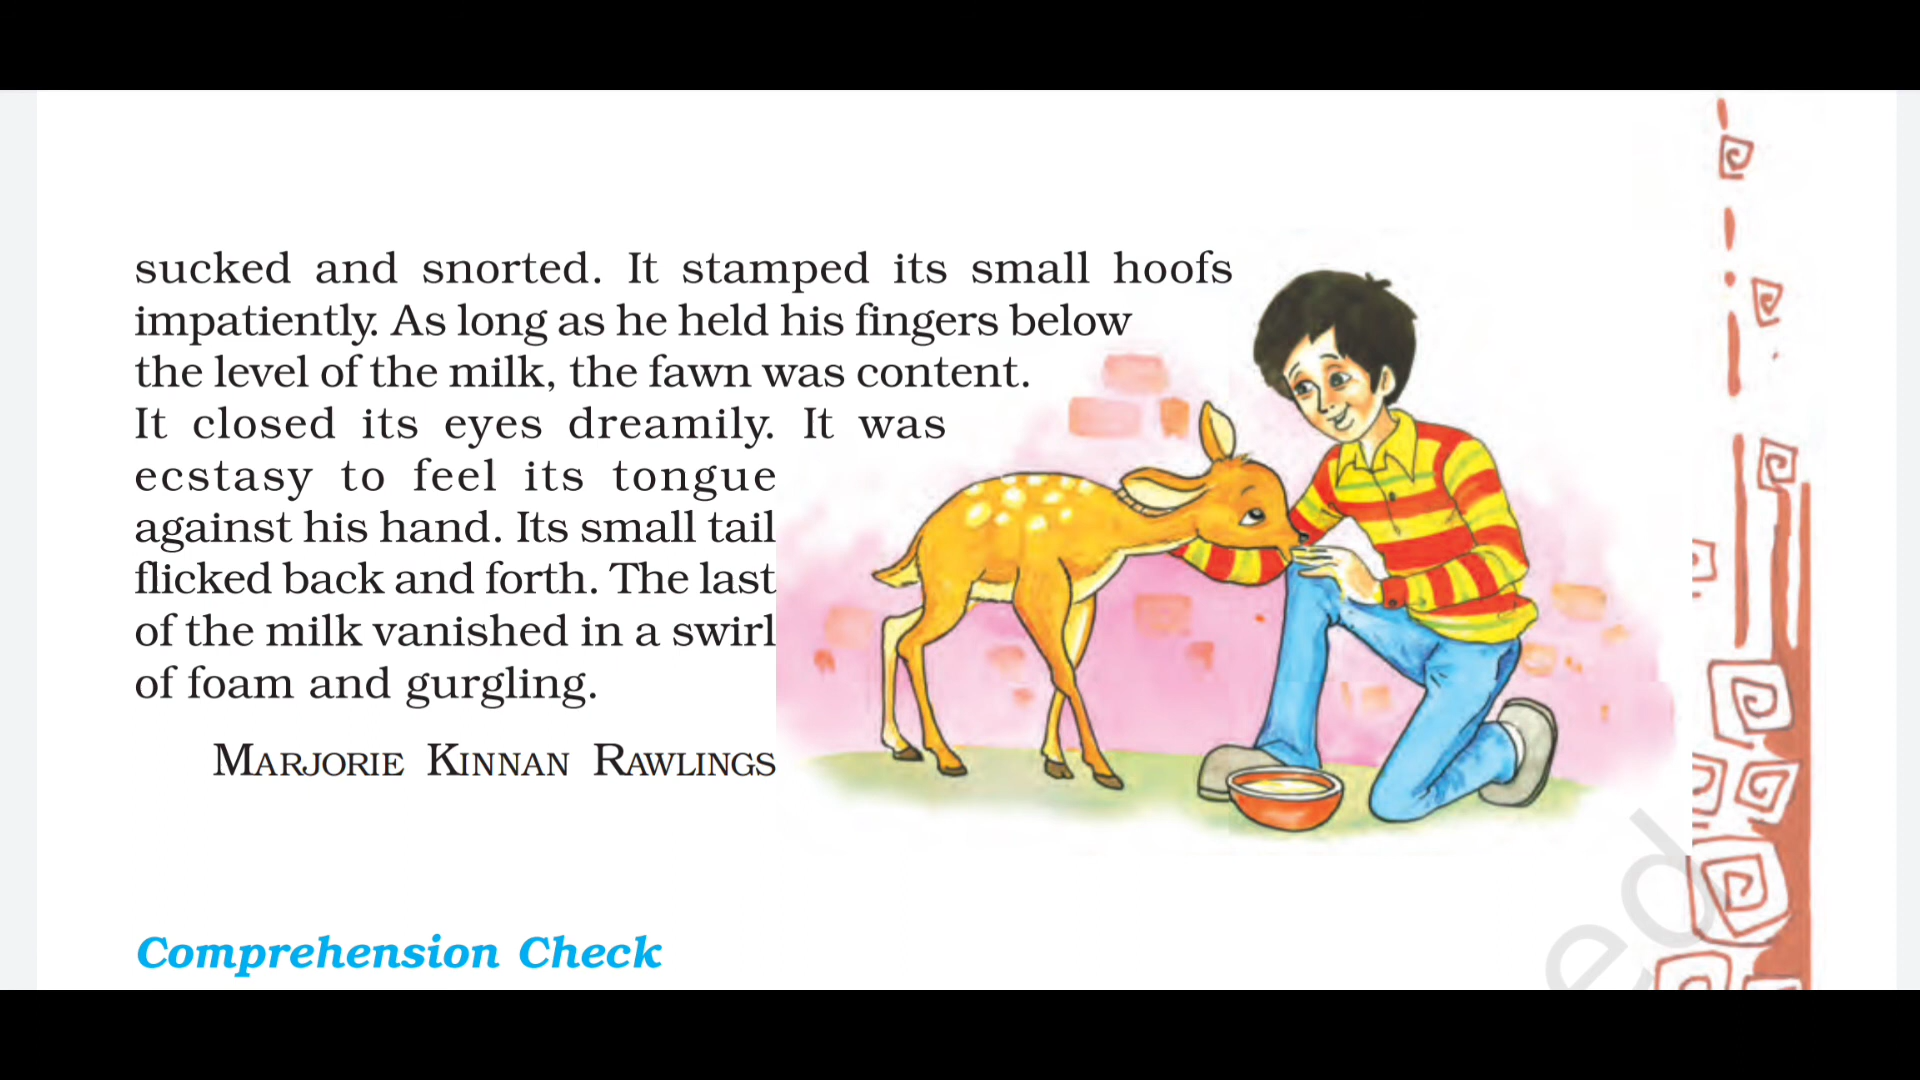 sucked and snorted. It stamped its small hoofs
impatiently. As long as he held his fingers below
the level of the milk, the fawn was content.
It closed its eyes dreamily. It was
ecstasy to feel its tongue
against his hand. Its small tail
flicked back and forth. The last
of the milk vanished in a swirl
of foam and gurgling.
MARJORIE KINNAN RAWLINGS
Comprehension Check